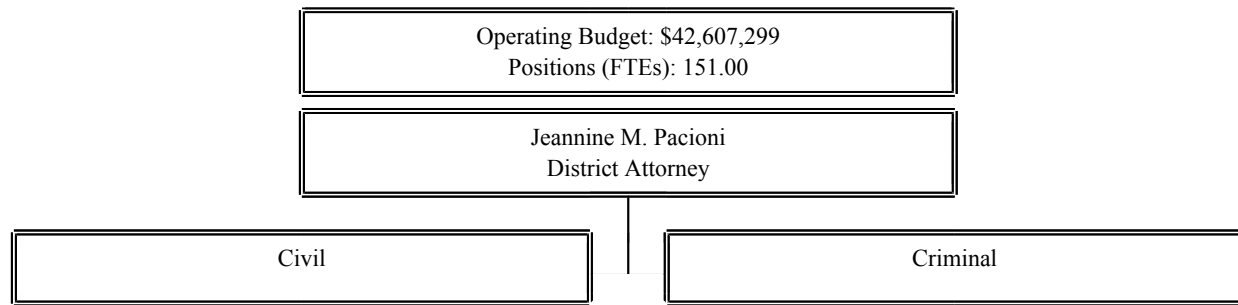 Operating Budget: $42,607,299
Positions (FTEs): 151.00
Jeannine M. Pacioni
District Attorney
Civil
Criminal